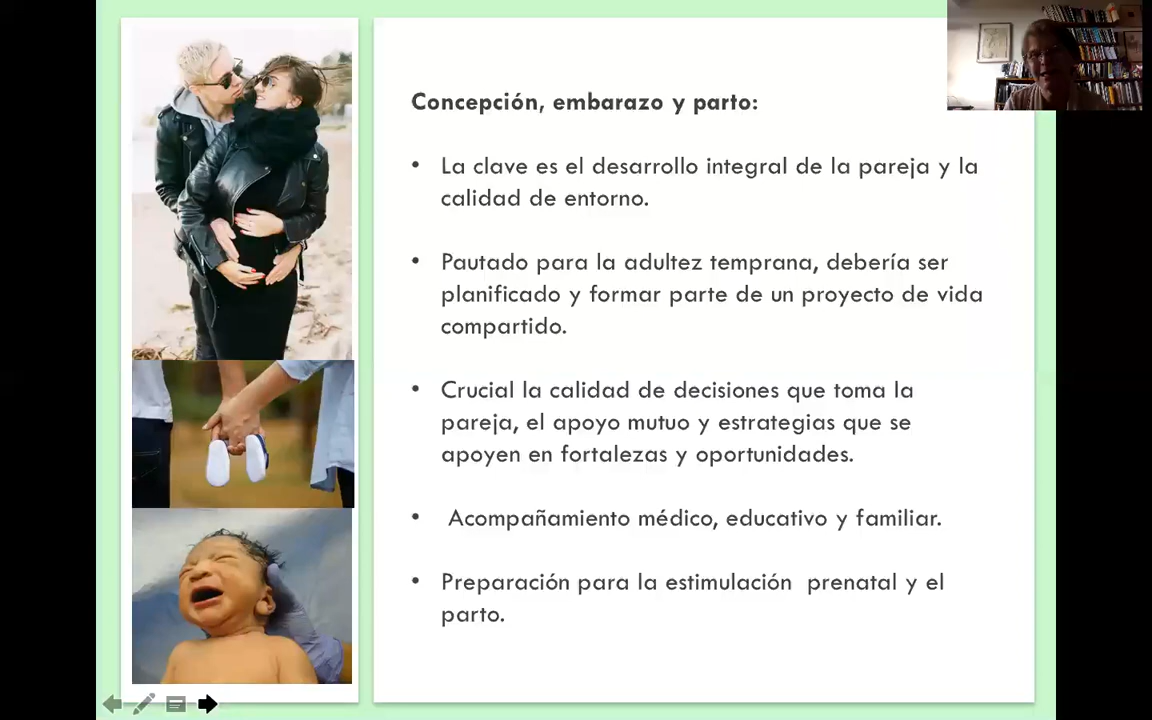 Concepción, embarazo y parto:
• La clave es el desarrollo integral de la pareja y la
calidad de entorno.
• Pautado para la adultez temprana, debería ser
planificado y formar parte de un proyecto de vida
compartido.
• Crucial la calidad de decisiones que toma la
pareja, el apoyo mutuo y estrategias que se
apoyen en fortalezas y oportunidades.
• Acompañamiento médico, educativo y familiar.
• Preparación para la estimulación prenatal y el
parto.